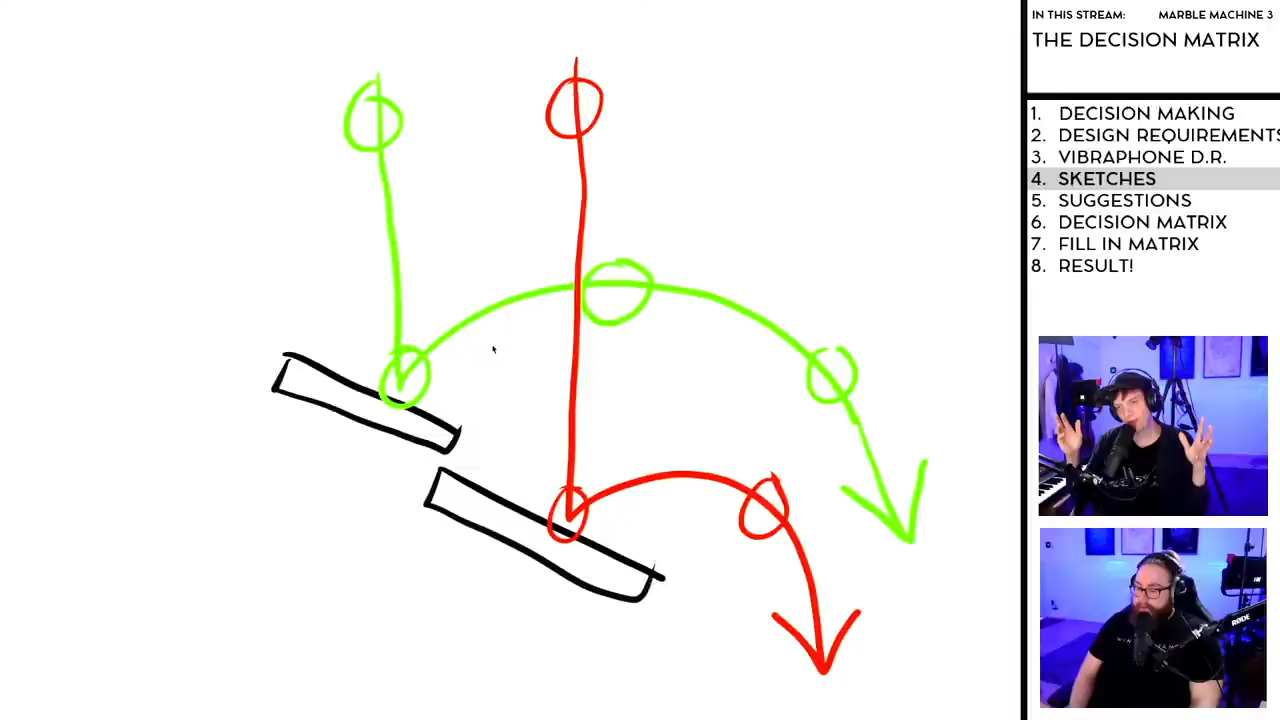 IN THIS STREAM: MARBLE MACHINE 3
THE DECISION MATRIX
1. DECISION MAKING
2. DESIGN REQUIREMENTS
3. VIBRAPHONE D.R.
4. SKETCHES
5. SUGGESTIONS
6. DECISION MATRIX
7. FILL IN MATRIX
8. RESULT!
RODE